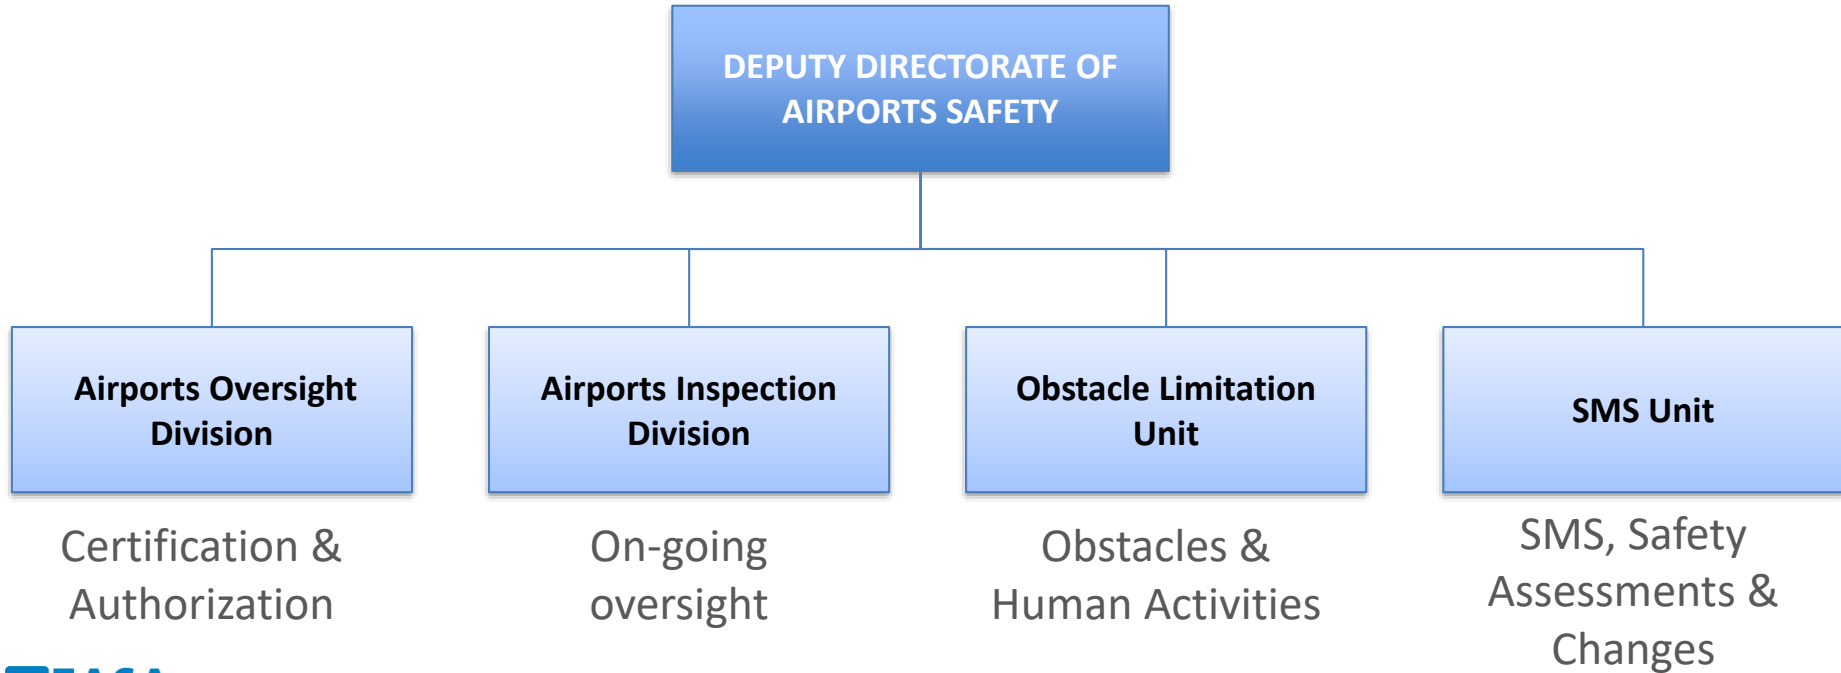 DEPUTY DIRECTORATE OF
AIRPORTS SAFETY
Airports Oversight
Division
Airports Inspection
Division
Obstacle Limitation
Unit
SMS Unit
Certification &
Authorization
On-going
oversight
Obstacles &
Human Activities
SMS, Safety
Assessments &
Changes